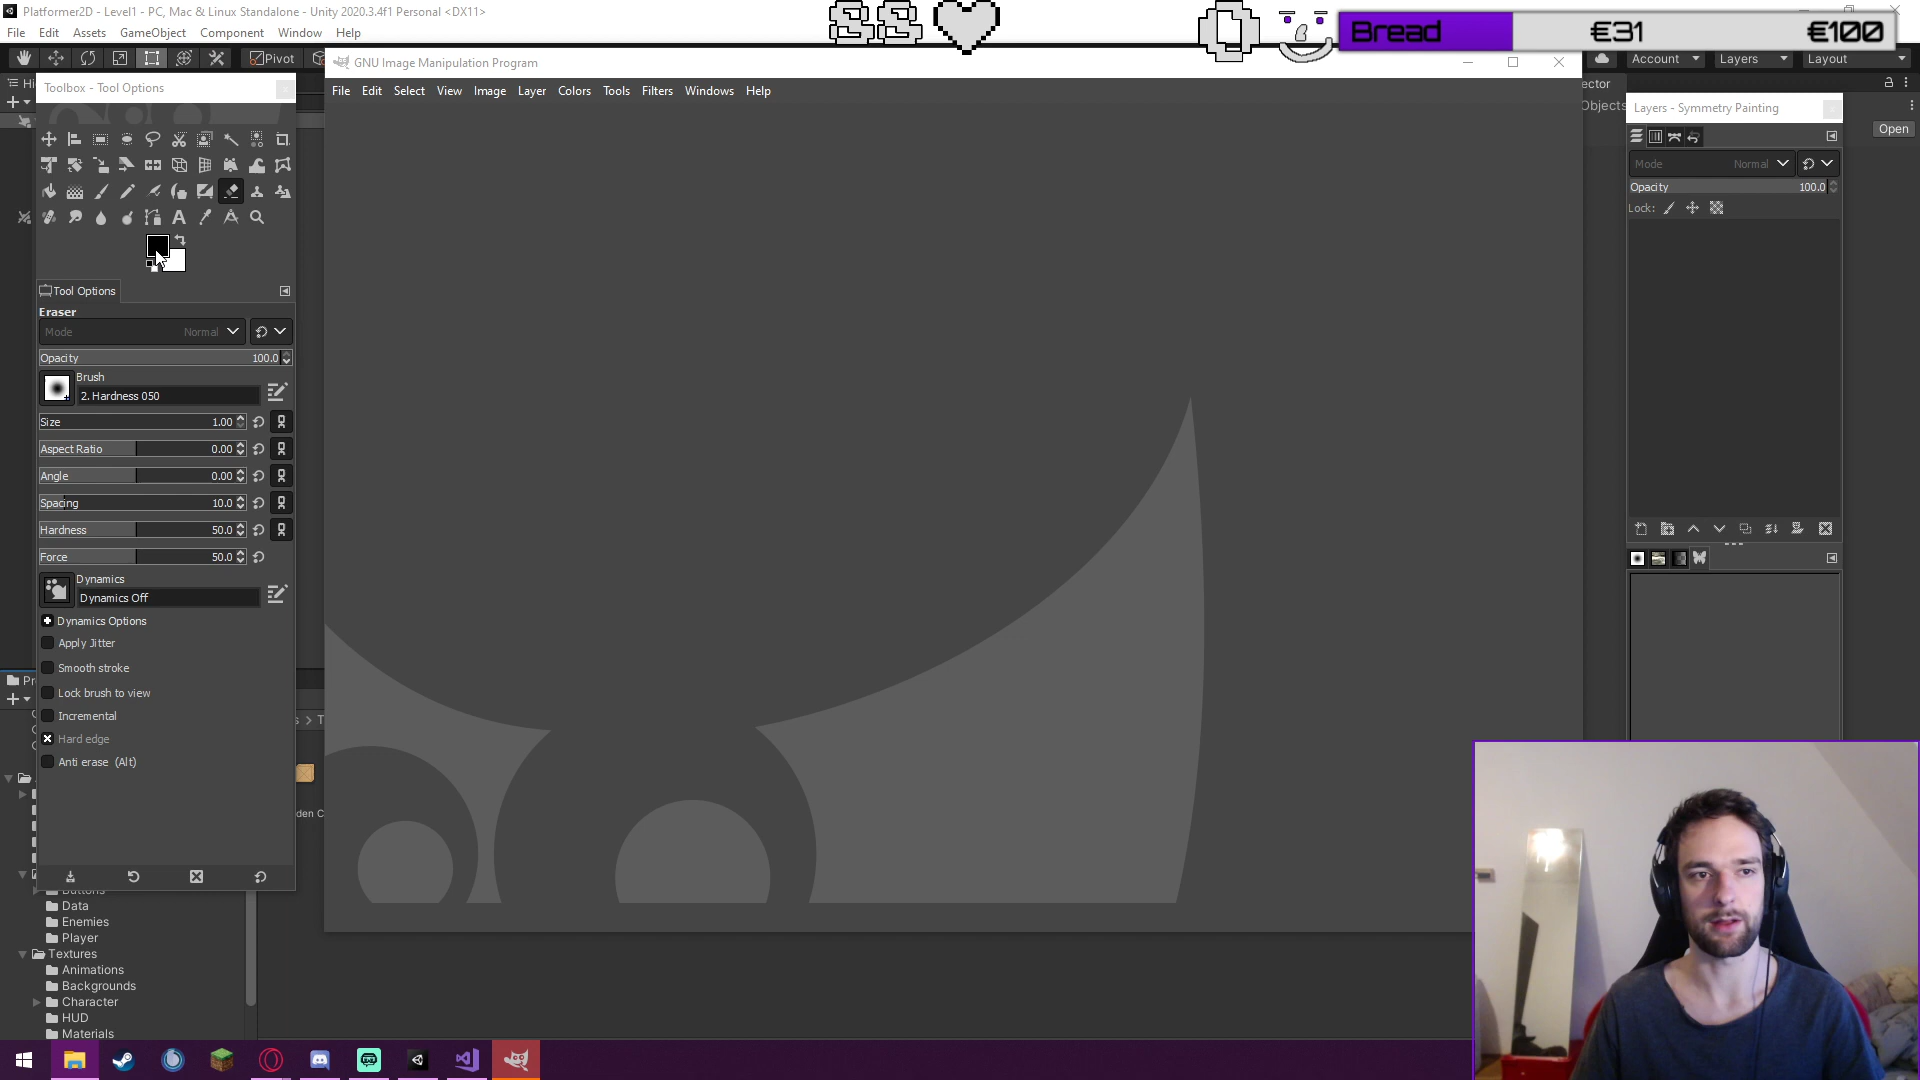 Platformer2D - Level1 - PC, Mac & Linux Standalone - Unity 2020.3.4f1 Personal <DX11>
File Edit Assets GameObject Component Window Help
88
Bread €31 €100
Pivot
Account Layers Layout
Toolbox - Tool Options
GNU Image Manipulation Program
File Edit Select View Image Layer Colors Tools Filters Windows Help
Layers - Symmetry Painting
Objects
Open
Mode Normal
Opacity 100.0
Lock:
Tool Options
Eraser
Mode Normal
Opacity 100.0
Brush
2. Hardness 050
Size 1.00
Aspect Ratio 0.00
Angle 0.00
Spacing 10.0
Hardness 50.0
Force 50.0
Dynamics
Dynamics Off
Dynamics Options
Apply Jitter
Smooth stroke
Lock brush to view
Incremental
Hard edge
Anti erase (Alt)
Buttons
Data
Enemies
Player
Textures
Animations
Backgrounds
Character
HUD
Materials